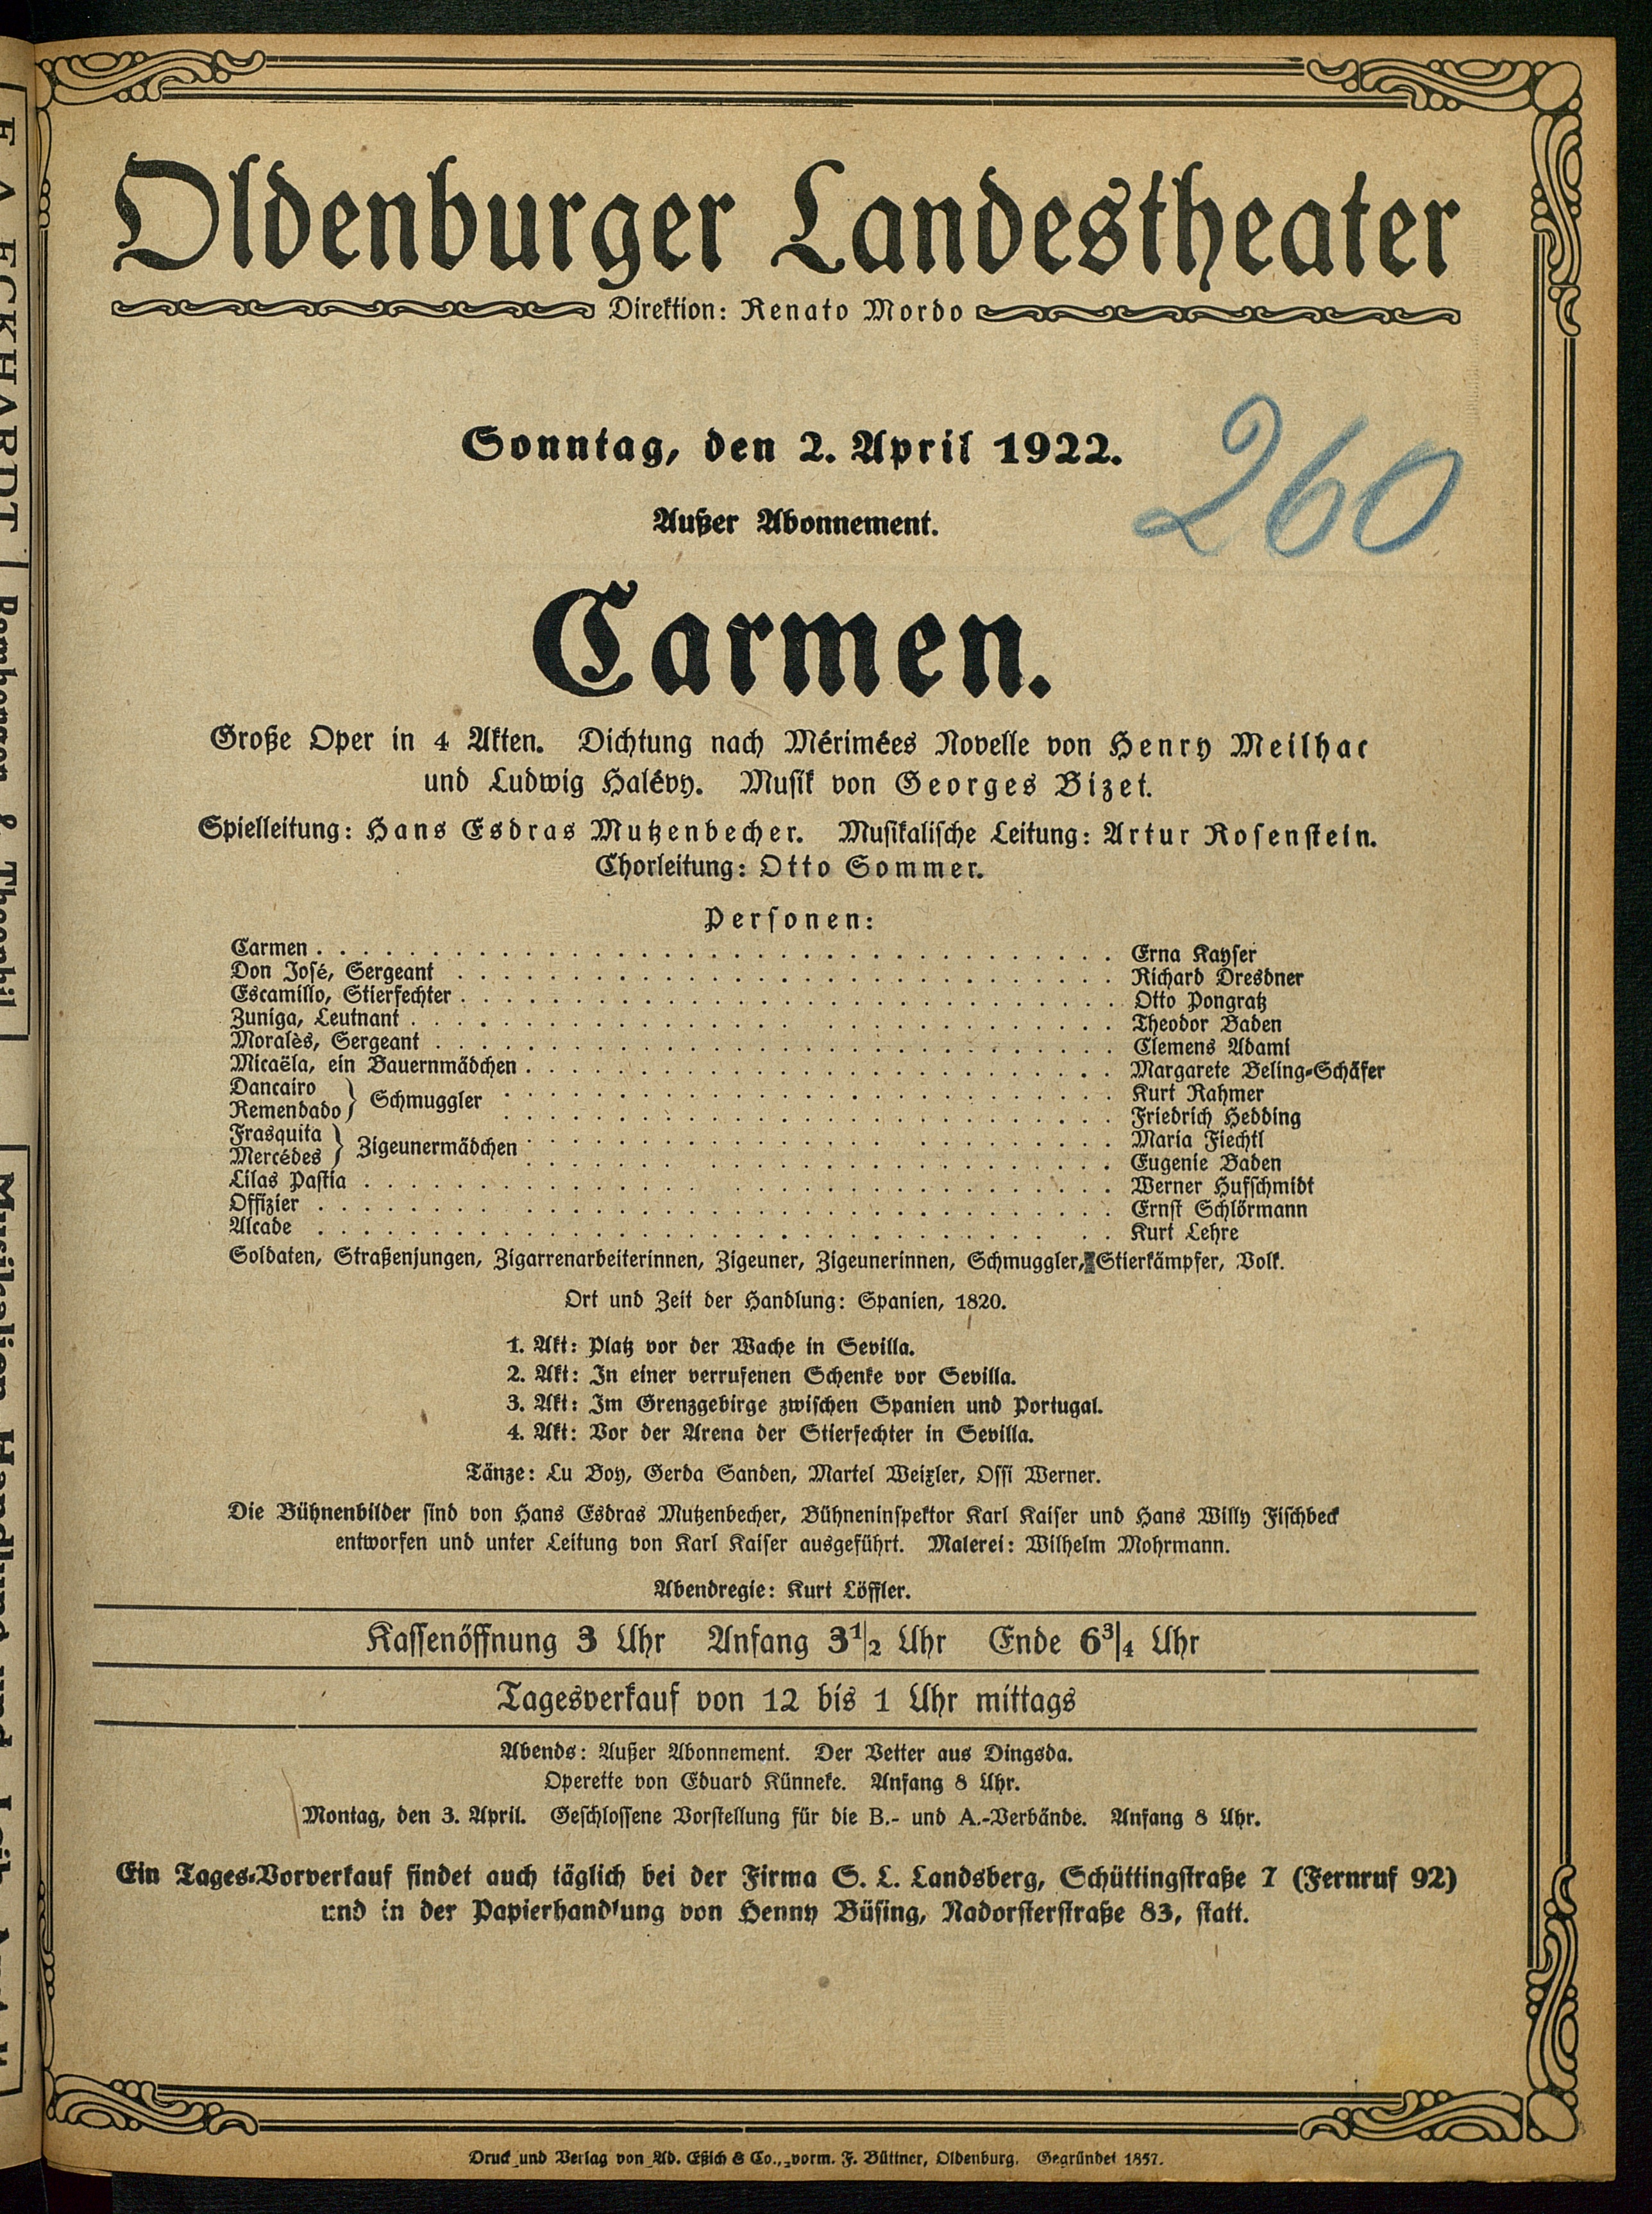 Oldenburger Landestheater
Direktion: Renato Mordo
260
Sonntag, den 2. April 1922.
Außer Abonnement.
Carmen.
Große Oper in 4 Akten. Dichtung nach Mérimées Novelle von Henry Meilhac
und Ludwig Halévy. Musik von Georges Bizet.
Spielleitung: Hans Esdras Mutzenbecher. Musikalische Leitung: Artur Rosenstein.
Chorleitung: Otto Sommer.
Personen:
Carmen . . . Erna Kayser
Don José, Sergeant . . . Richard Dresdner
Escamillo, Stierfechter . . . Otto Pongratz
Zuniga, Leutnant . . . Theodor Baden
Moralès, Sergeant . . . Clemens Adami
Micaëla, ein Bauernmädchen . . . Margarete Beling-Schäfer
Dancairo } Schmuggler . . . Kurt Rahmer
Remendado } . . . Friedrich Hedding
Frasquita } Zigeunermädchen . . . Maria Fiechtl
Mercédes } . . . Eugenie Baden
Lilas Pastia . . . Werner Hufschmidt
Offizier . . . Ernst Schlörmann
Alcade . . . Kurt Lehre
Soldaten, Straßenjungen, Zigarrenarbeiterinnen, Zigeuner, Zigeunerinnen, Schmuggler, Stierkämpfer, Volk.
Ort und Zeit der Handlung: Spanien, 1820.
1. Akt: Platz vor der Wache in Sevilla.
2. Akt: In einer verrufenen Schenke vor Sevilla.
3. Akt: Im Grenzgebirge zwischen Spanien und Portugal.
4. Akt: Vor der Arena der Stierfechter in Sevilla.
Tänze: Lu Boy, Gerda Sanden, Martel Weixler, Ossi Werner.
Die Bühnenbilder sind von Hans Esdras Mutzenbecher, Bühneninspektor Karl Kaiser und Hans Willy Fischbeck
entworfen und unter Leitung von Karl Kaiser ausgeführt. Malerei: Wilhelm Mohrmann.
Abendregie: Kurt Löffler.
Kassenöffnung 3 Uhr Anfang 3 1/2 Uhr Ende 6 3/4 Uhr
Tagesverkauf von 12 bis 1 Uhr mittags
Abends: Außer Abonnement. Der Vetter aus Dingsda.
Operette von Eduard Künneke. Anfang 8 Uhr.
Montag, den 3. April. Geschlossene Vorstellung für die B.- und A.-Verbände. Anfang 8 Uhr.
Ein Tages-Vorverkauf findet auch täglich bei der Firma S. L. Landsberg, Schüttingstraße 7 (Fernruf 92)
und in der Papierhandlung von Henny Büsing, Nadorsterstraße 83, statt.
Druck und Verlag von Ad. Eßich & Co., vorm. F. Büttner, Oldenburg. Gegründet 1857.
ECKHARDT